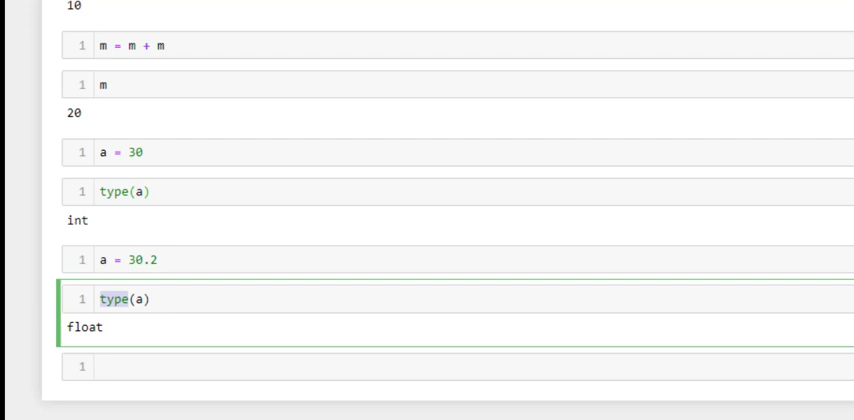 10
1 m = m + m
1 m
20
1 a = 30
1 type(a)
int
1 a = 30.2
1 type(a)
float
1